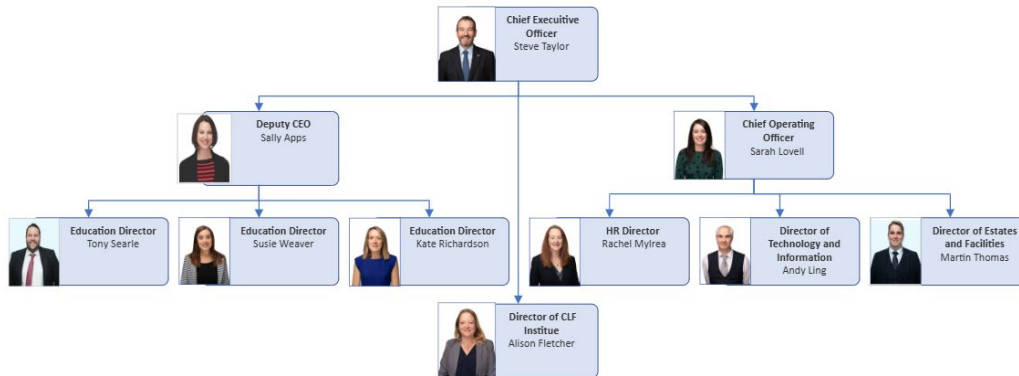 Chief Executive
Officer
Steve Taylor
Deputy CEO
Sally Apps
Chief Operating
Officer
Sarah Lovell
Education Director
Tony Searle
Education Director
Susie Weaver
Education Director
Kate Richardson
HR Director
Rachel Mylrea
Director of
Technology and
Information
Andy Ling
Director of Estates
and Facilities
Martin Thomas
Director of CLF
Institue
Alison Fletcher